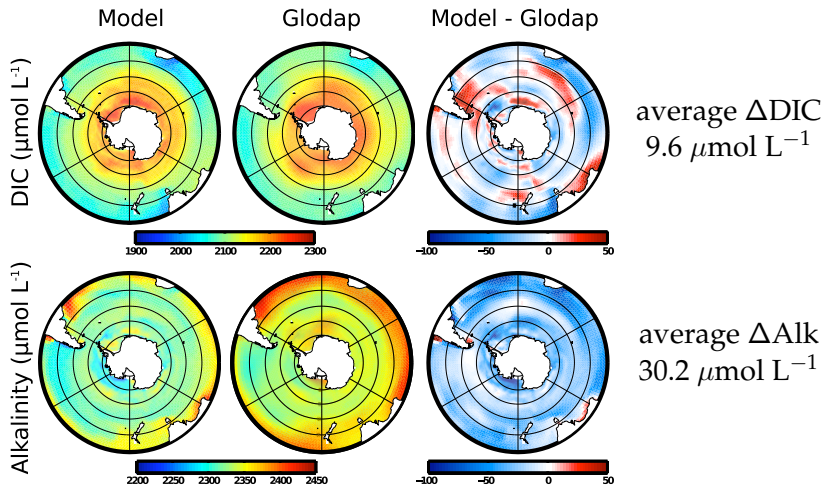 Model Glodap Model - Glodap
DIC (µmol L⁻¹)
average ΔDIC
9.6 μmol L⁻¹
1900 2000 2100 2200 2300
−100 −50 0 50
Alkalinity (µmol L⁻¹)
average ΔAlk
30.2 μmol L⁻¹
2200 2250 2300 2350 2400 2450
−100 −50 0 50